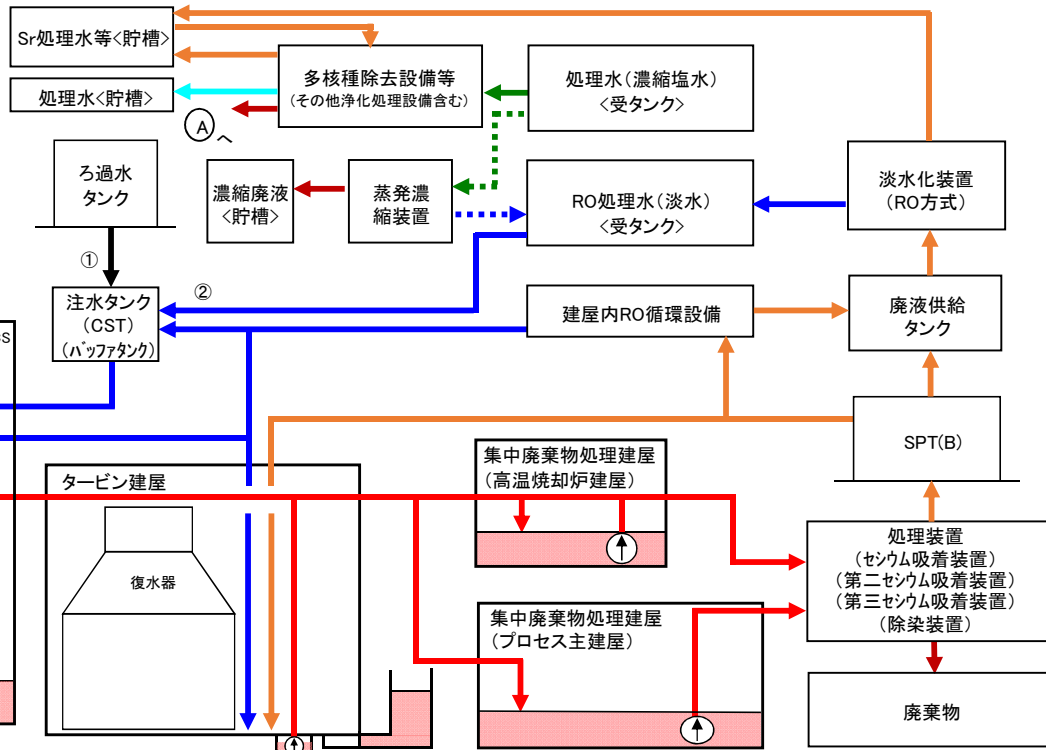 Sr処理水等<貯槽>
処理水<貯槽>
多核種除去設備等
(その他浄化処理設備含む)
処理水(濃縮塩水)
<受タンク>
A
へ
ろ過水
タンク
濃縮廃液
<貯槽>
蒸発濃
縮装置
RO処理水(淡水)
<受タンク>
淡水化装置
(RO方式)
①
②
注水タンク
(CST)
(バッファタンク)
建屋内RO循環設備
廃液供給
タンク
CS
SPT(B)
タービン建屋
復水器
集中廃棄物処理建屋
(高温焼却炉建屋)
集中廃棄物処理建屋
(プロセス主建屋)
処理装置
(セシウム吸着装置)
(第二セシウム吸着装置)
(第三セシウム吸着装置)
(除染装置)
廃棄物